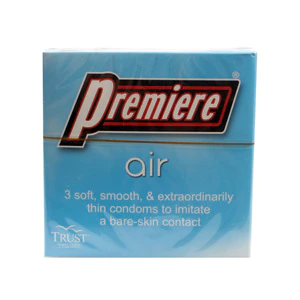 premiere®
air
3 soft, smooth, & extraordinarily
thin condoms to imitate
a bare-skin contact
TRUST